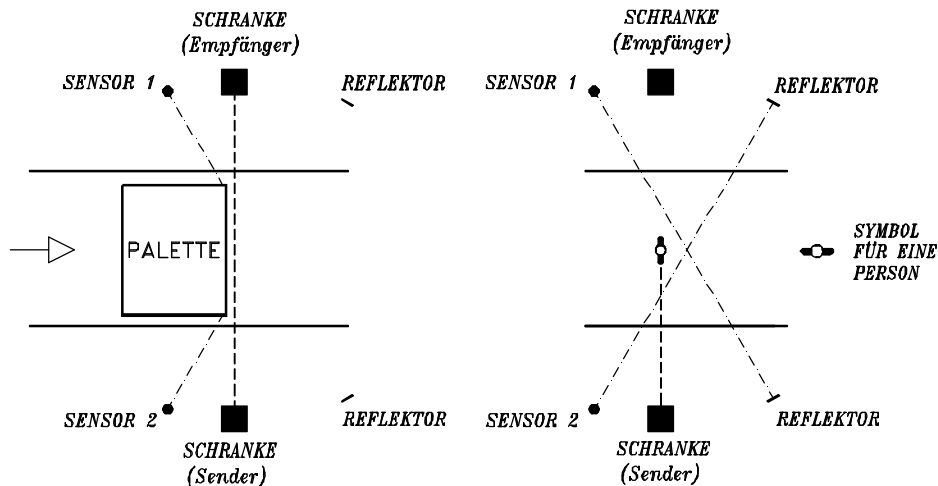 SCHRANKE
(Empfänger)
SENSOR 1
REFLEKTOR
PALETTE
SENSOR 2
REFLEKTOR
SCHRANKE
(Sender)
SCHRANKE
(Empfänger)
SENSOR 1
REFLEKTOR
SYMBOL
FÜR EINE
PERSON
SENSOR 2
REFLEKTOR
SCHRANKE
(Sender)